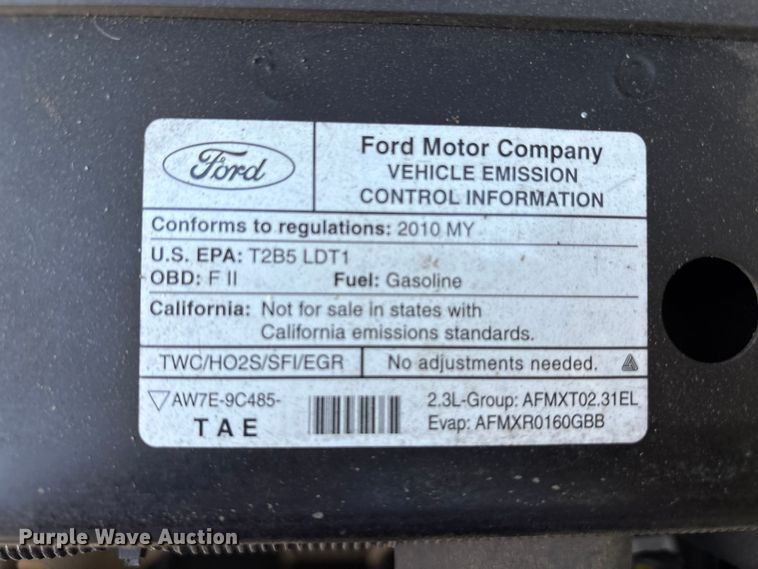 Ford
Ford Motor Company
VEHICLE EMISSION
CONTROL INFORMATION
Conforms to regulations: 2010 MY
U.S. EPA: T2B5 LDT1
OBD: F II Fuel: Gasoline
California: Not for sale in states with
California emissions standards.
TWC/HO2S/SFI/EGR No adjustments needed.
AW7E-9C485-
TAE
2.3L-Group: AFMXT02.31EL
Evap: AFMXR0160GBB
Purple Wave Auction